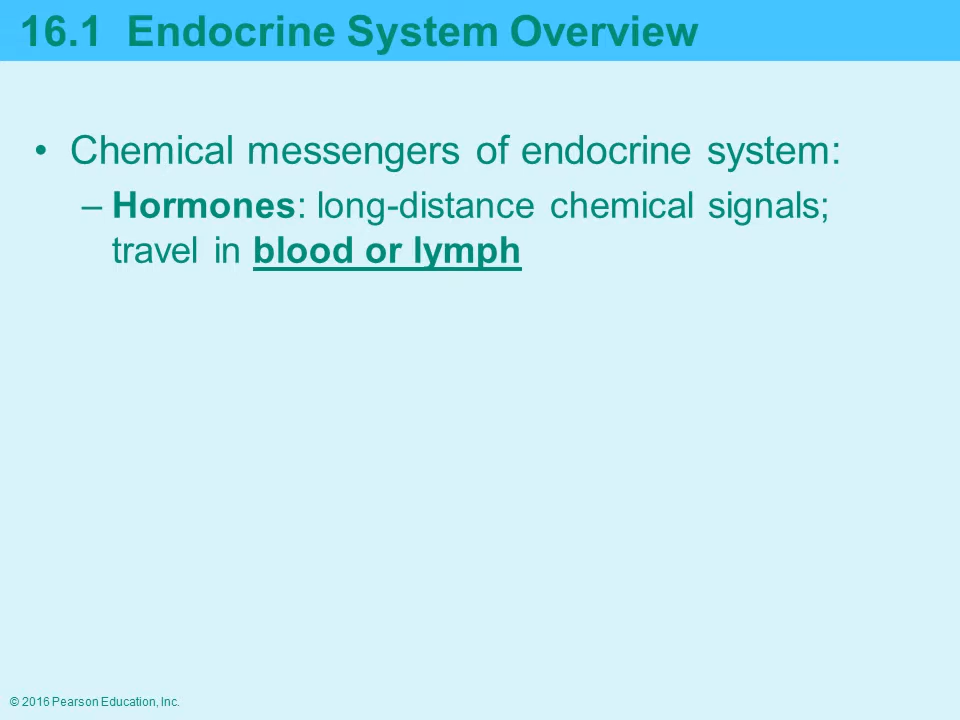 16.1 Endocrine System Overview
• Chemical messengers of endocrine system:
– Hormones: long-distance chemical signals;
travel in blood or lymph
© 2016 Pearson Education, Inc.